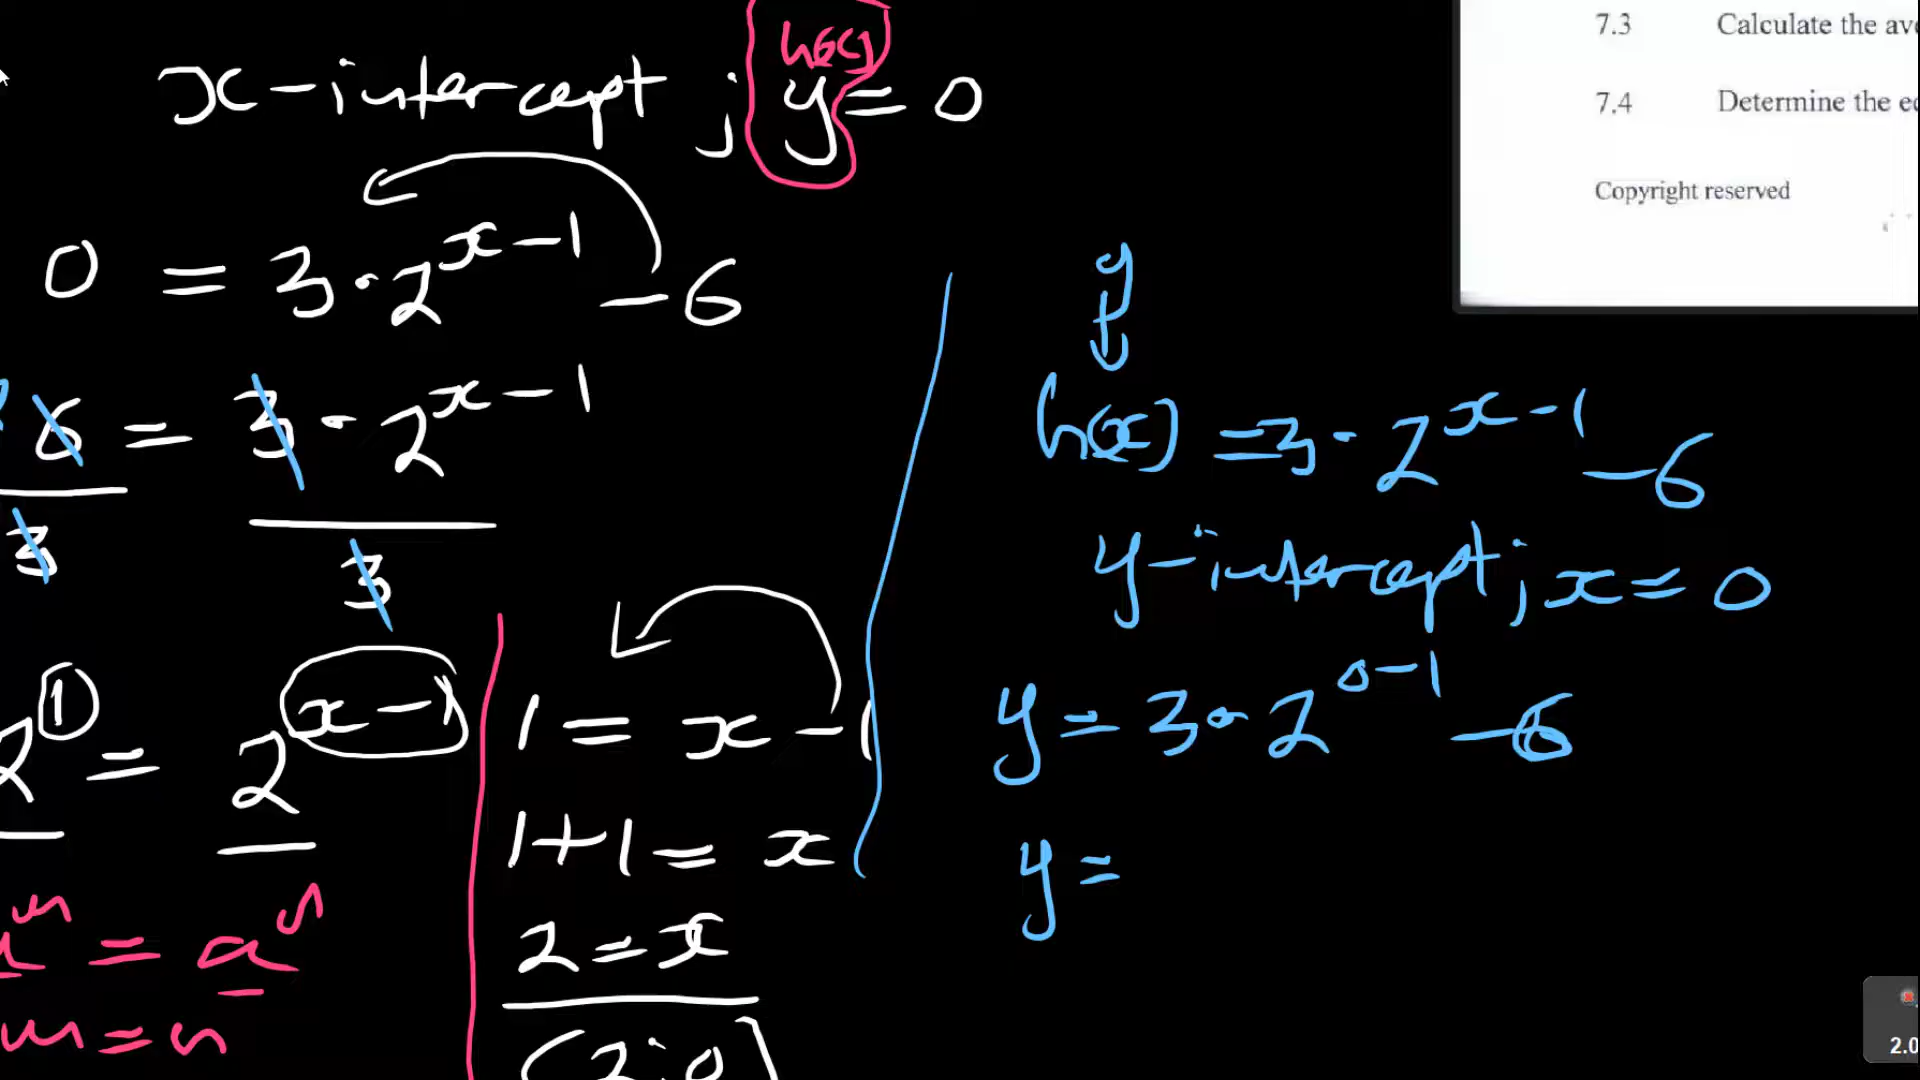 x-intercept ; y = 0
h(x)
0 = 3 · 2^{x-1} - 6
6 = 3 · 2^{x-1}
3 3
2^1 = 2^{x-1}
= a^n
m = n
1 = x - 1
1 + 1 = x
2 = x
(2;0)
y
h(x) = 3 · 2^{x-1} - 6
y-intercept ; x = 0
y = 3 · 2^{0-1} - 6
y =
7.3 Calculate the
7.4 Determine the
Copyright reserved
2.0